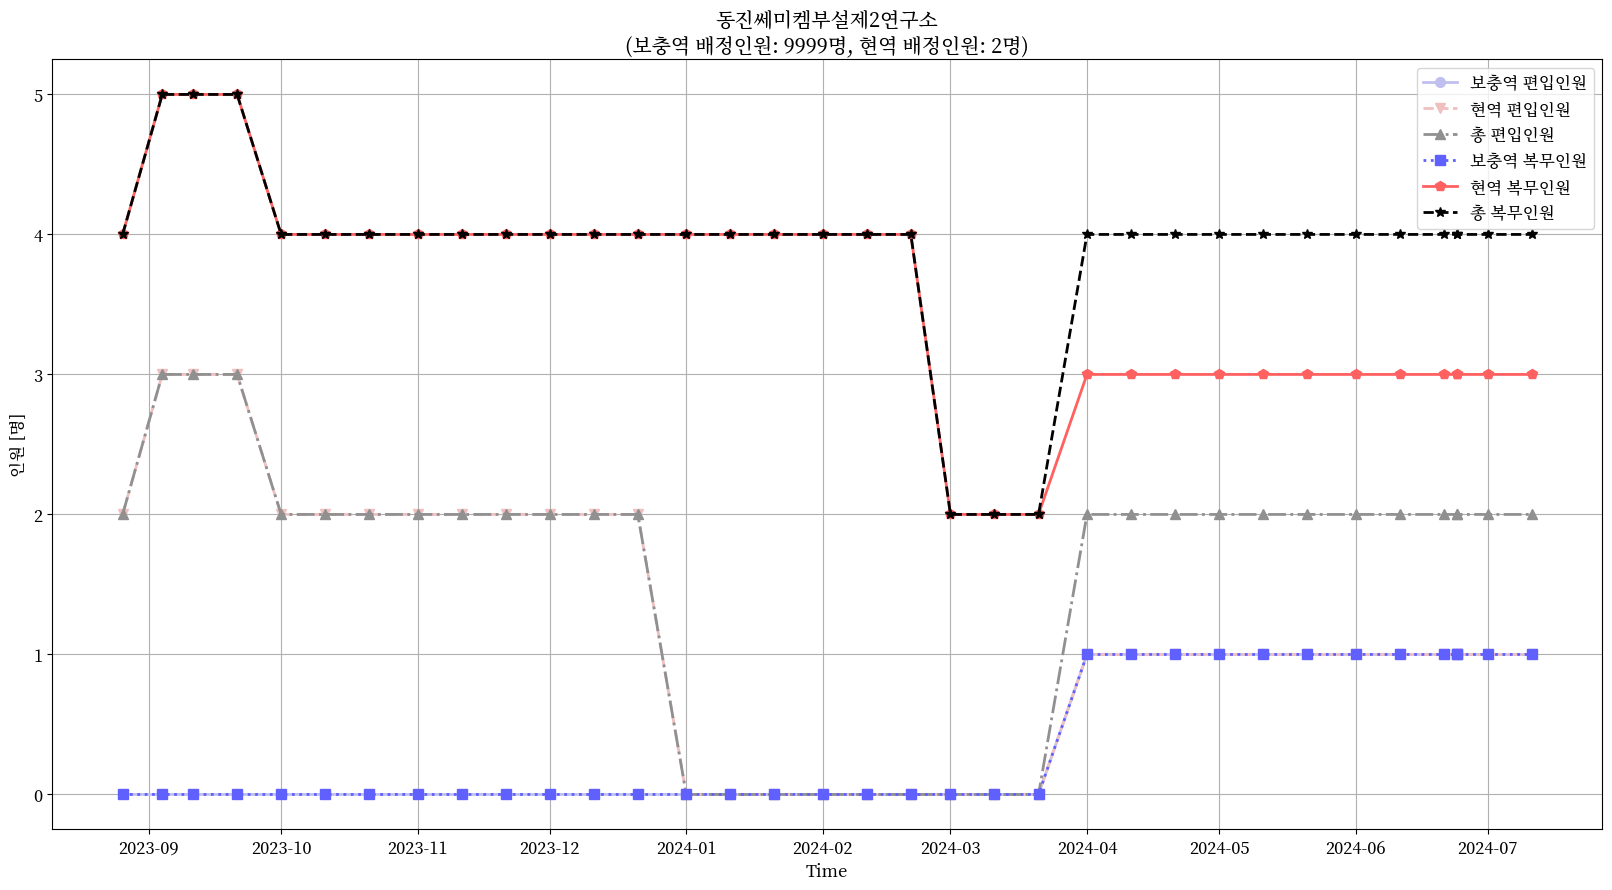 동진쎄미켐부설제2연구소
(보충역 배정인원: 9999명, 현역 배정인원: 2명)
보충역 편입인원
현역 편입인원
총 편입인원
보충역 복무인원
현역 복무인원
총 복무인원
인원 [명]
5
4
3
2
1
0
2023-09
2023-10
2023-11
2023-12
2024-01
2024-02
2024-03
2024-04
2024-05
2024-06
2024-07
Time